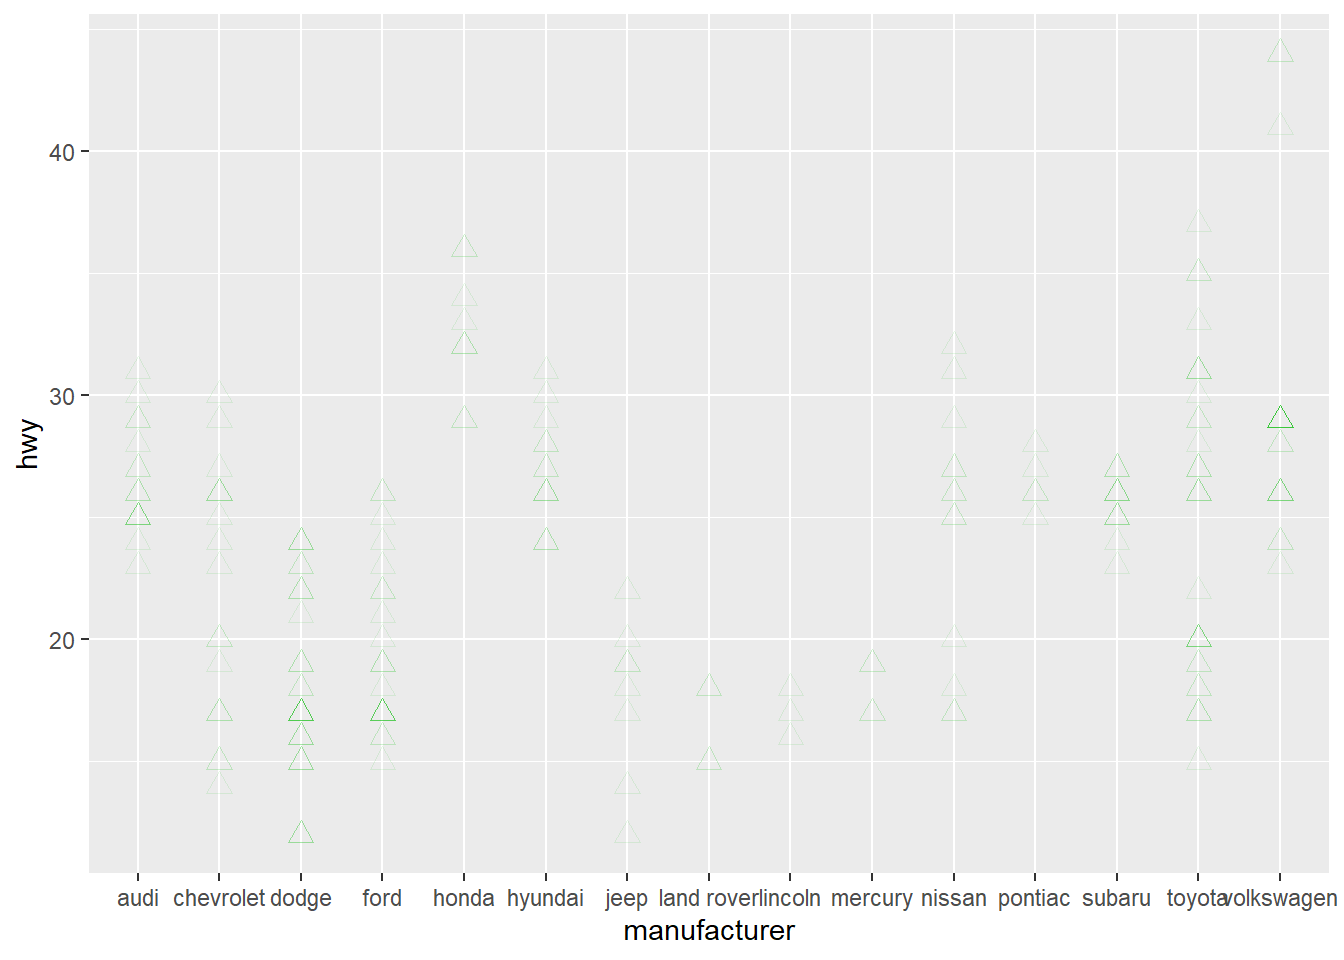 hwy
40
30
20
audi chevrolet dodge ford honda hyundai jeep land rover lincoln mercury nissan pontiac subaru toyota volkswagen
manufacturer